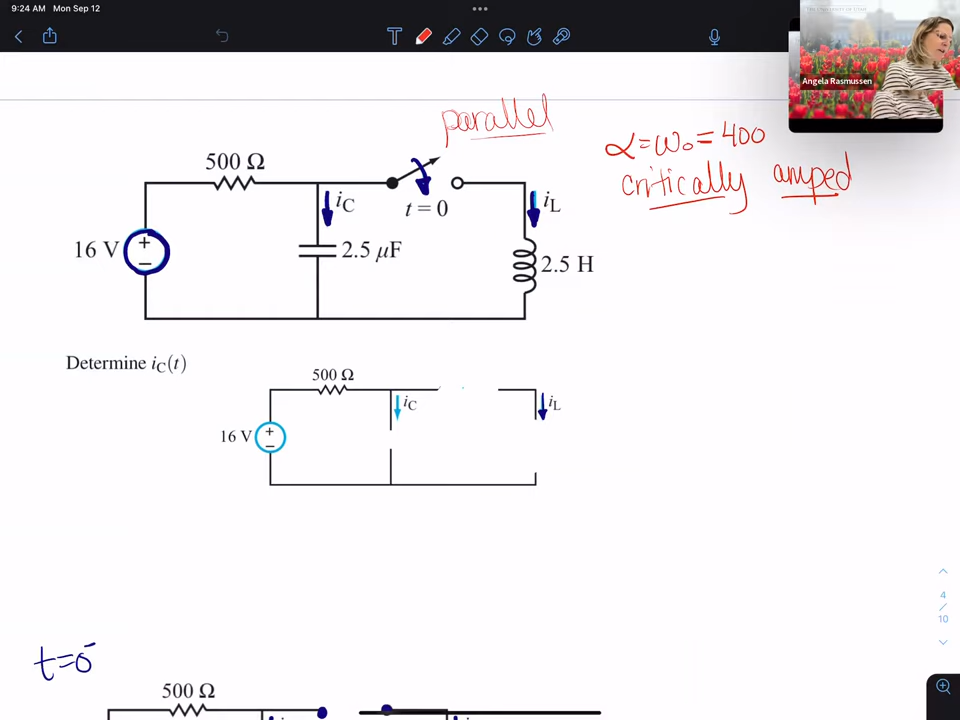 9:24 AM Mon Sep 12
Angela Rasmussen
parallel
α=ω₀=400
critically amped
500 Ω
iC
t = 0
iL
16 V
+
−
2.5 μF
2.5 H
Determine iC(t)
500 Ω
iC
iL
16 V
+
−
4
/
10
t=0⁻
500 Ω